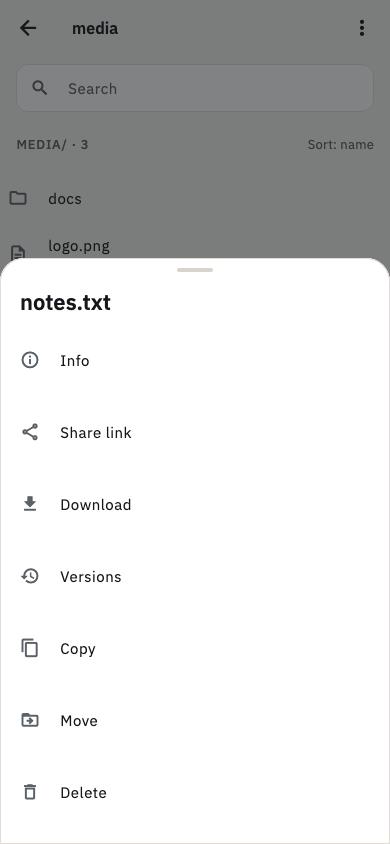 media
Search
MEDIA/ · 3
Sort: name
docs
logo.png
notes.txt
Info
Share link
Download
Versions
Copy
Move
Delete